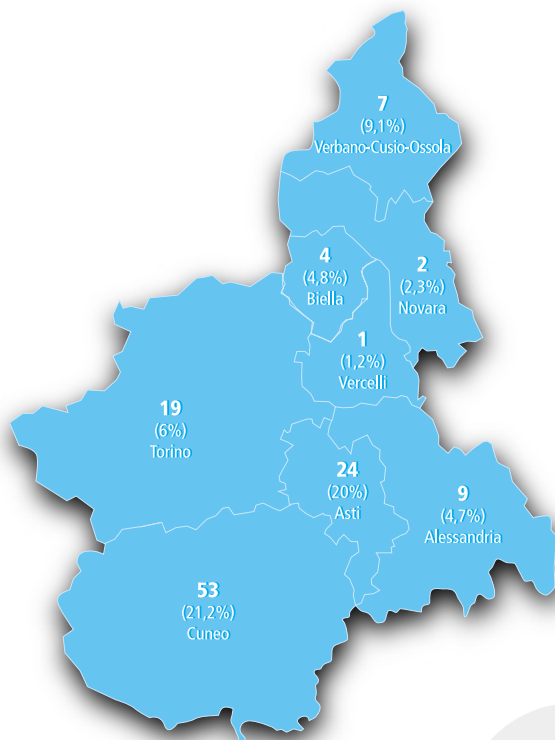 7
(9,1%)
Verbano-Cusio-Ossola
4
(4,8%)
Biella
2
(2,3%)
Novara
1
(1,2%)
Vercelli
19
(6%)
Torino
24
(20%)
Asti
9
(4,7%)
Alessandria
53
(21,2%)
Cuneo